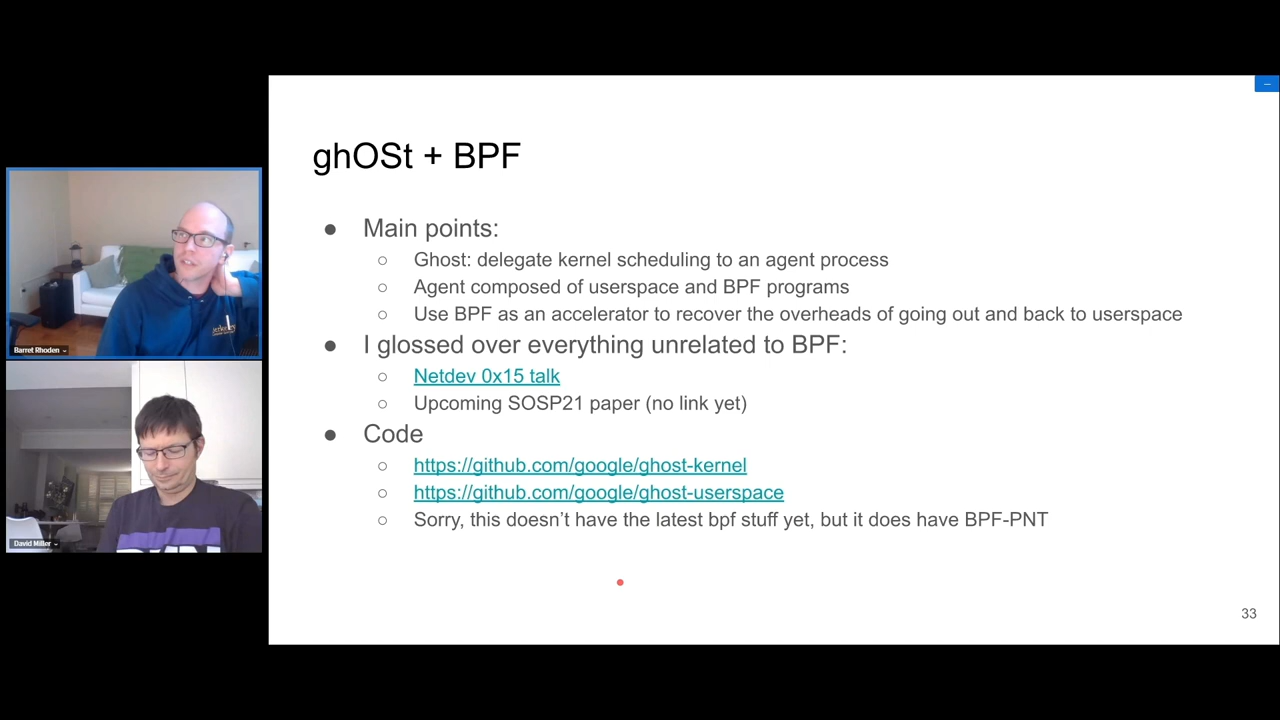 ghOSt + BPF
● Main points:
○ Ghost: delegate kernel scheduling to an agent process
○ Agent composed of userspace and BPF programs
○ Use BPF as an accelerator to recover the overheads of going out and back to userspace
● I glossed over everything unrelated to BPF:
○ Netdev 0x15 talk
○ Upcoming SOSP21 paper (no link yet)
● Code
○ https://github.com/google/ghost-kernel
○ https://github.com/google/ghost-userspace
○ Sorry, this doesn’t have the latest bpf stuff yet, but it does have BPF-PNT
33
Barret Rhoden
David Miller